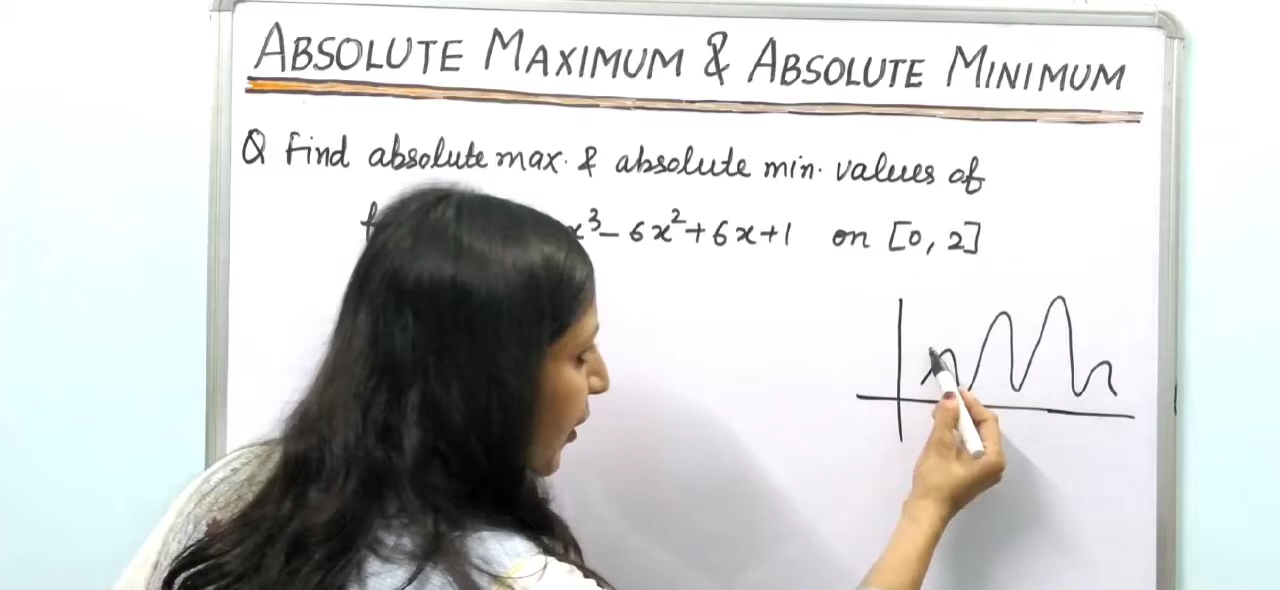 ABSOLUTE MAXIMUM & ABSOLUTE MINIMUM
Q Find absolute max. & absolute min. values of
x³- 6x²+6x+1 on [0, 2]